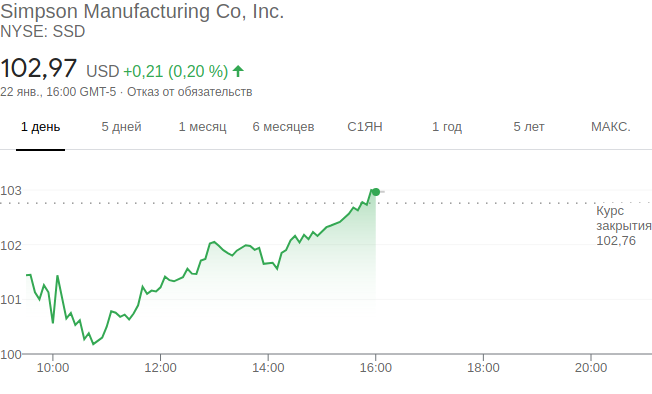 Simpson Manufacturing Co, Inc.
NYSE: SSD
102,97 USD +0,21 (0,20 %)
22 янв., 16:00 GMT-5 · Отказ от обязательств
1 день 5 дней 1 месяц 6 месяцев С1ЯН 1 год 5 лет МАКС.
103
Курс
закрытия
102,76
102
101
100
10:00 12:00 14:00 16:00 18:00 20:00